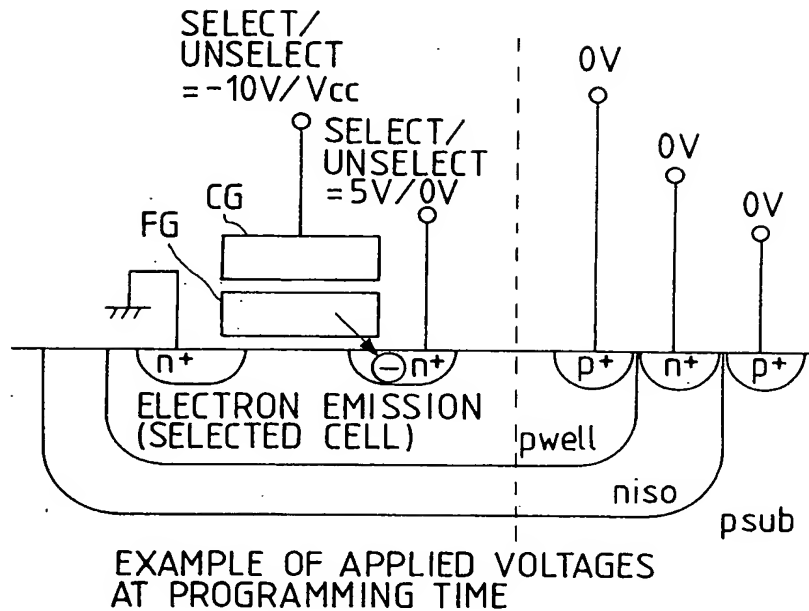 SELECT/
UNSELECT
=-10V/Vcc
SELECT/
UNSELECT
=5V/0V
0V
0V
0V
CG
FG
n+
n+
p+
n+
p+
ELECTRON EMISSION
(SELECTED CELL)
pwell
niso
psub
EXAMPLE OF APPLIED VOLTAGES
AT PROGRAMMING TIME